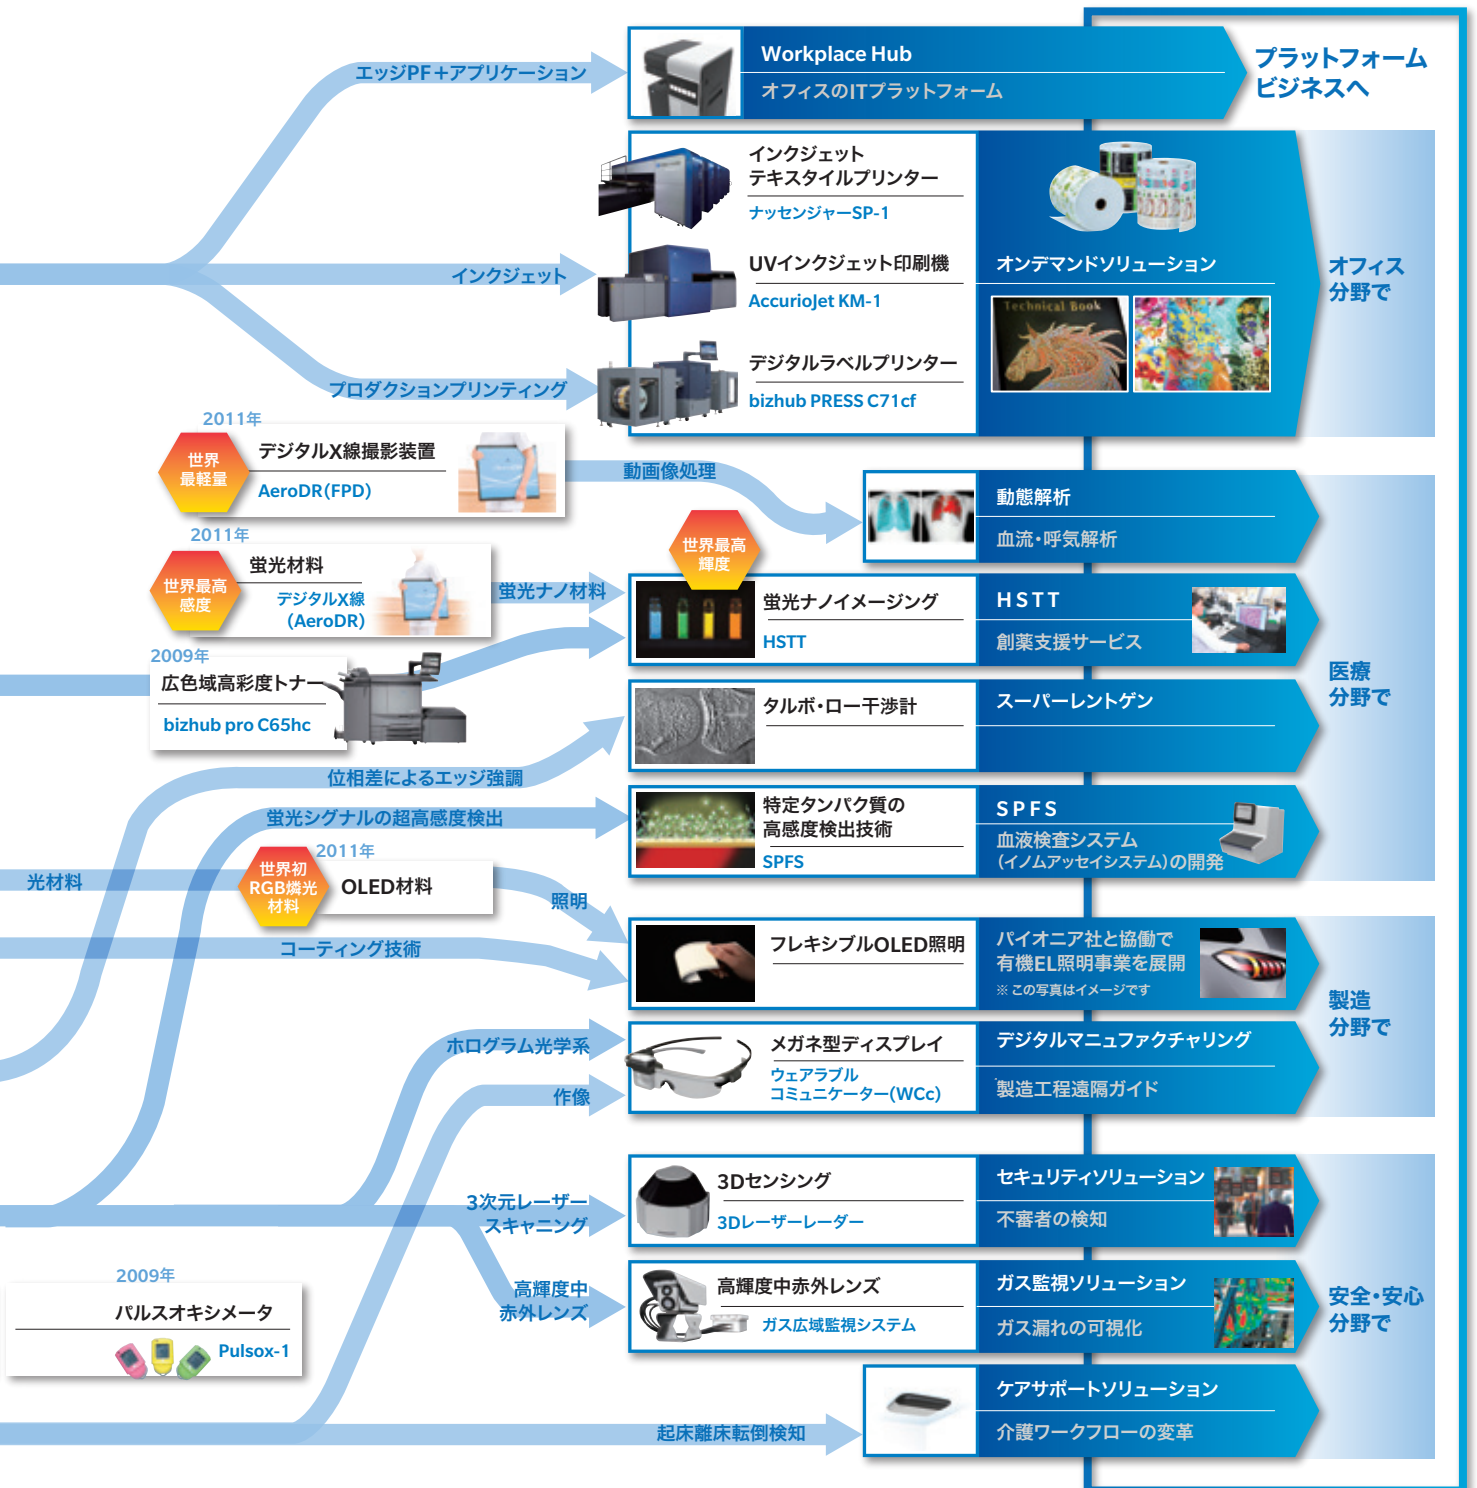 エッジPF＋アプリケーション
Workplace Hub
オフィスのITプラットフォーム
プラットフォーム
ビジネスへ
インクジェット
テキスタイルプリンター
ナッセンジャーSP-1
インクジェット
UVインクジェット印刷機
AccurioJet KM-1
オンデマンドソリューション
Technical Book
オフィス
分野で
プロダクションプリンティング
デジタルラベルプリンター
bizhub PRESS C71cf
2011年
世界
最軽量
デジタルX線撮影装置
AeroDR（FPD）
動画像処理
動態解析
血流・呼気解析
2011年
世界最高
感度
蛍光材料
デジタルX線
（AeroDR）
蛍光ナノ材料
世界最高
輝度
蛍光ナノイメージング
HSTT
HSTT
創薬支援サービス
2009年
広色域高彩度トナー
bizhub pro C65hc
タルボ・ロー干渉計
スーパーレントゲン
医療
分野で
位相差によるエッジ強調
蛍光シグナルの超高感度検出
特定タンパク質の
高感度検出技術
SPFS
SPFS
血液検査システム
（イノムアッセイシステム）の開発
光材料
2011年
世界初
RGB燐光
材料
OLED材料
照明
コーティング技術
フレキシブルOLED照明
パイオニア社と協働で
有機EL照明事業を展開
※ この写真はイメージです
製造
分野で
ホログラム光学系
作像
メガネ型ディスプレイ
ウェアラブル
コミュニケーター（WCc）
デジタルマニュファクチャリング
製造工程遠隔ガイド
3次元レーザー
スキャニング
3Dセンシング
3Dレーザーレーダー
セキュリティソリューション
不審者の検知
高輝度中
赤外レンズ
高輝度中赤外レンズ
ガス広域監視システム
ガス監視ソリューション
ガス漏れの可視化
安全・安心
分野で
2009年
パルスオキシメータ
Pulsox-1
起床離床転倒検知
ケアサポートソリューション
介護ワークフローの変革